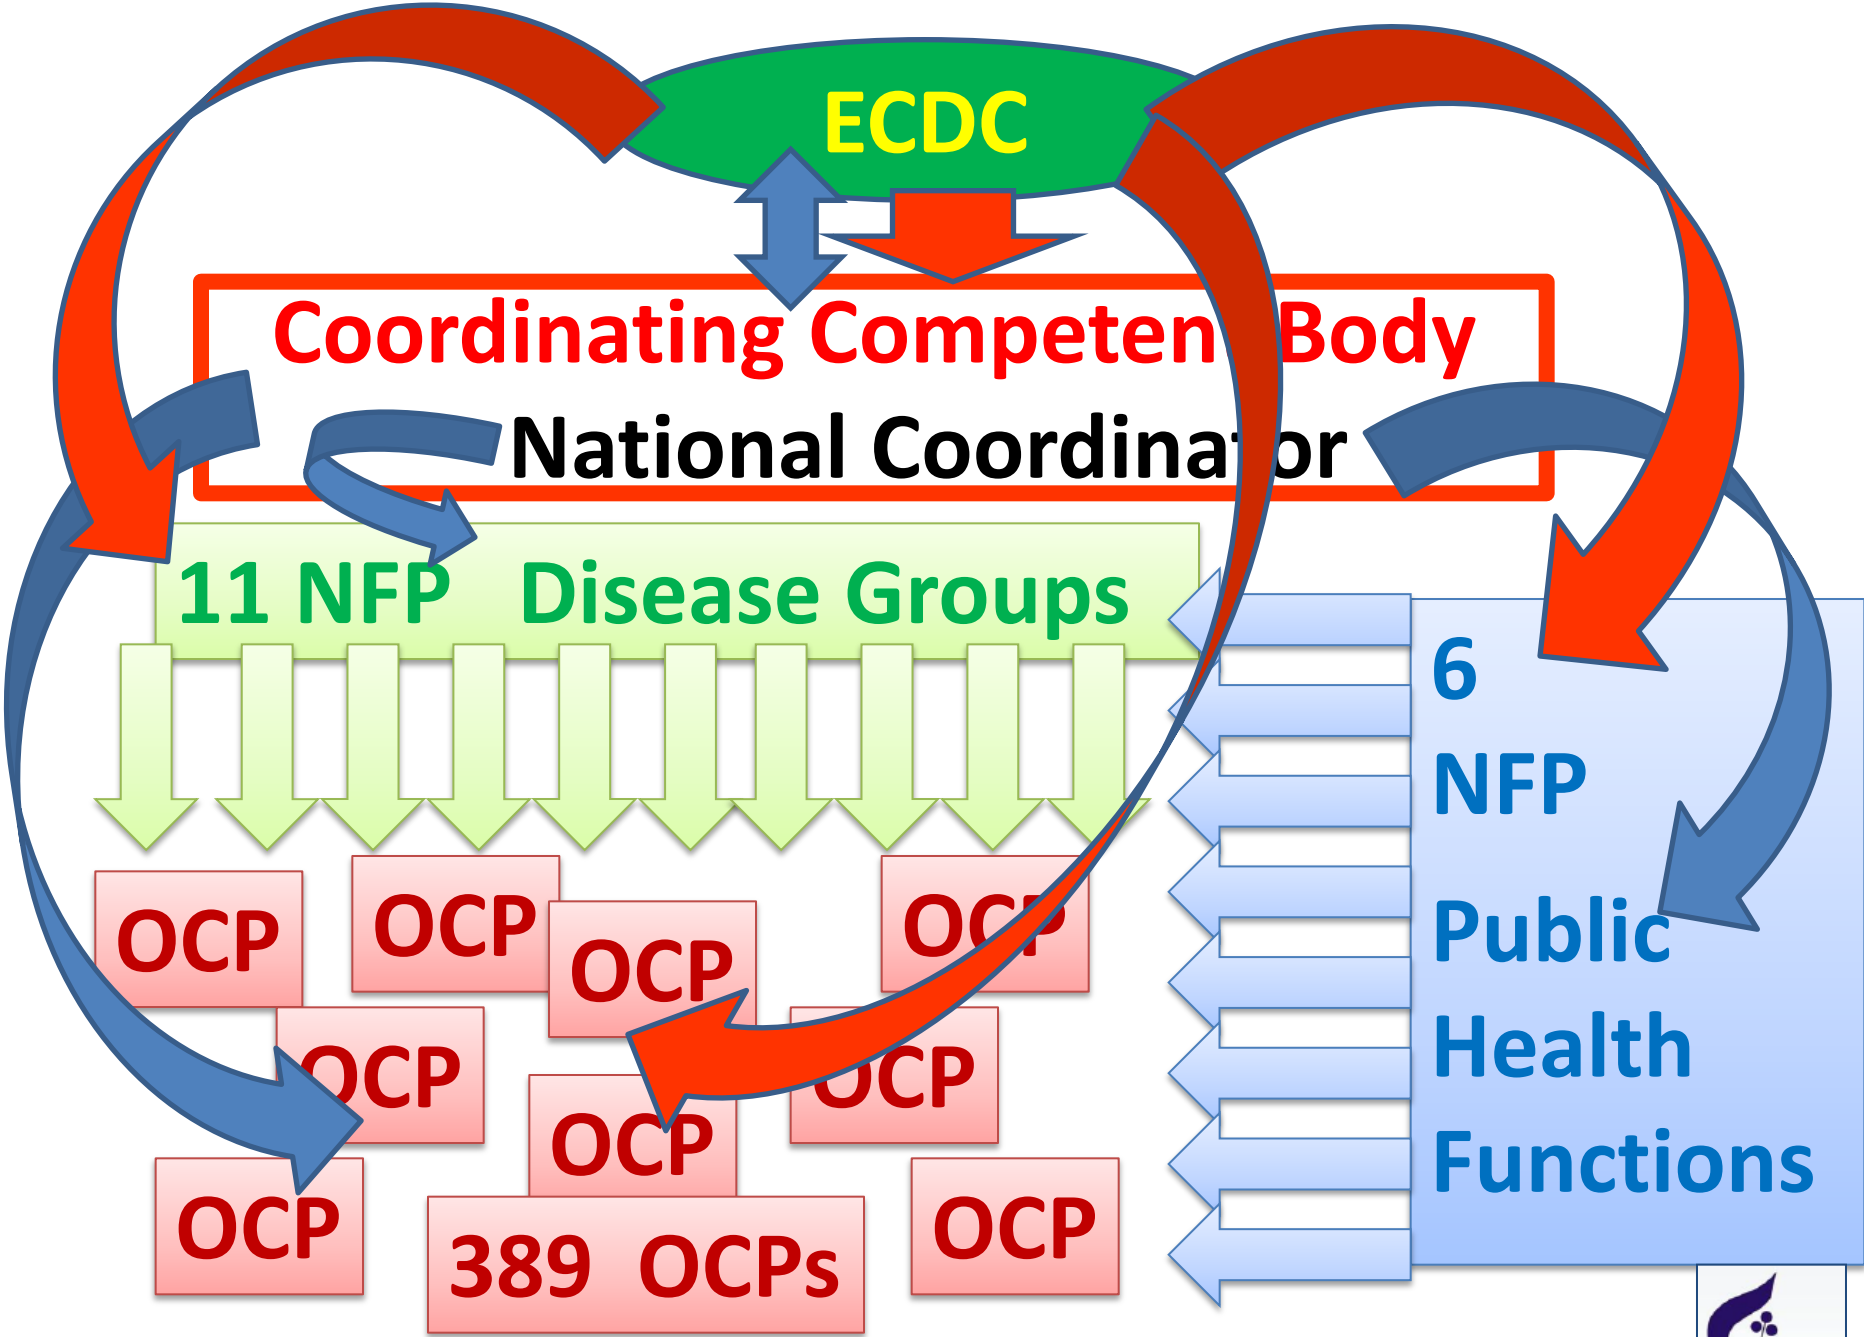 ECDC
Coordinating Competen Body
National Coordinator
11 NFP Disease Groups
6
NFP
Public
Health
Functions
OCP
OCP
OCP
OCP
OCP
OCP
OCP
OCP
OCP
389 OCPs